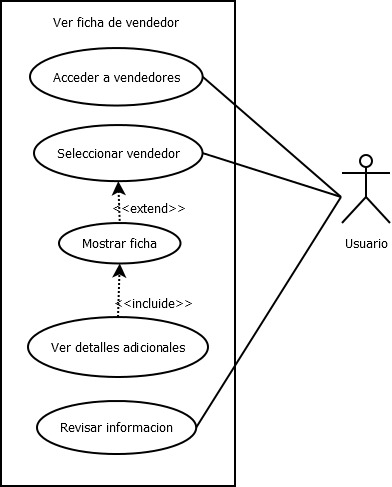 Ver ficha de vendedor
Acceder a vendedores
Seleccionar vendedor
<<extend>>
Mostrar ficha
Usuario
<<incluide>>
Ver detalles adicionales
Revisar informacion